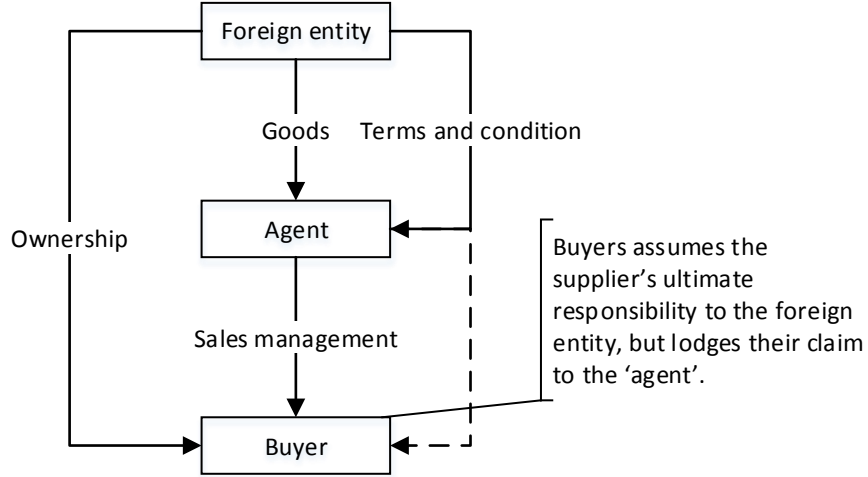 Foreign entity
Goods
Terms and condition
Agent
Ownership
Buyers assumes the
supplier’s ultimate
responsibility to the foreign
entity, but lodges their claim
to the ‘agent’.
Sales management
Buyer